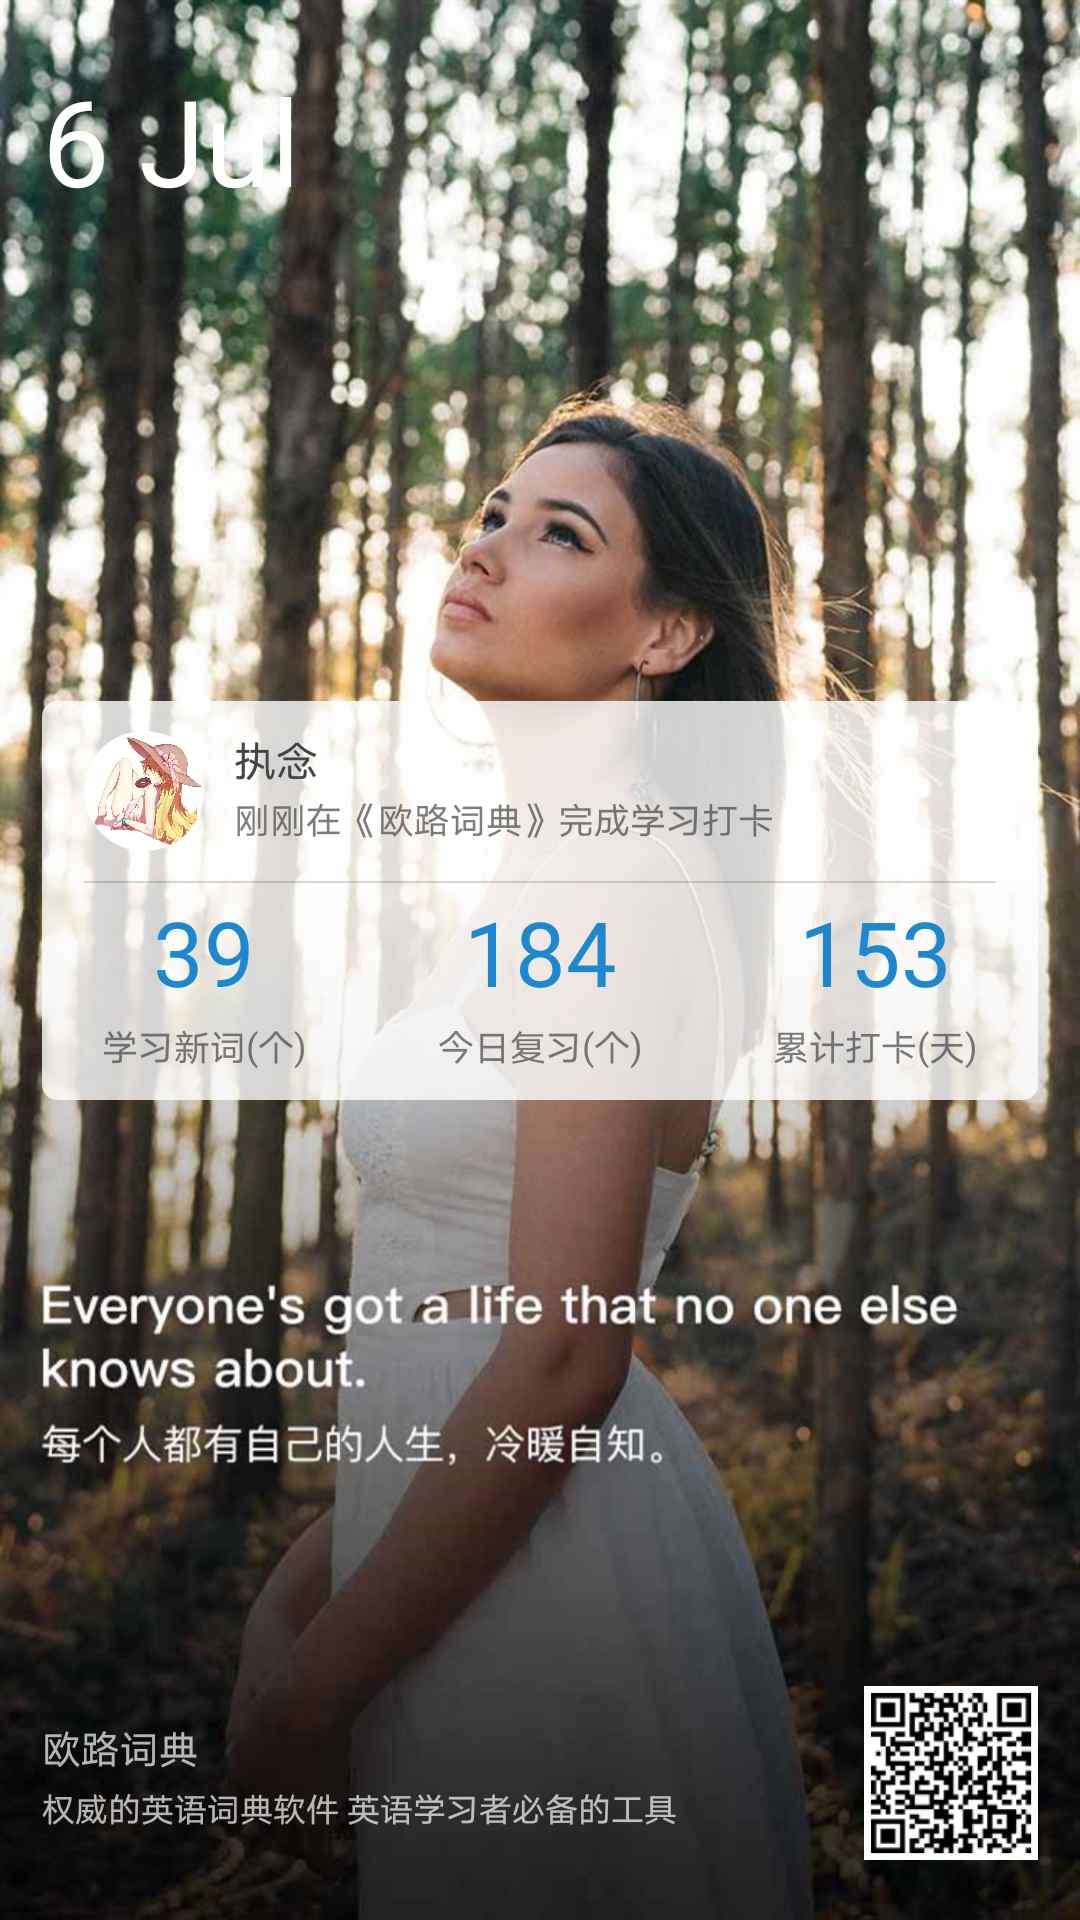 6 Jul
执念
刚刚在《欧路词典》完成学习打卡
39
184
153
学习新词(个)
今日复习(个)
累计打卡(天)
Everyone's got a life that no one else
knows about.
每个人都有自己的人生，冷暖自知。
欧路词典
权威的英语词典软件 英语学习者必备的工具